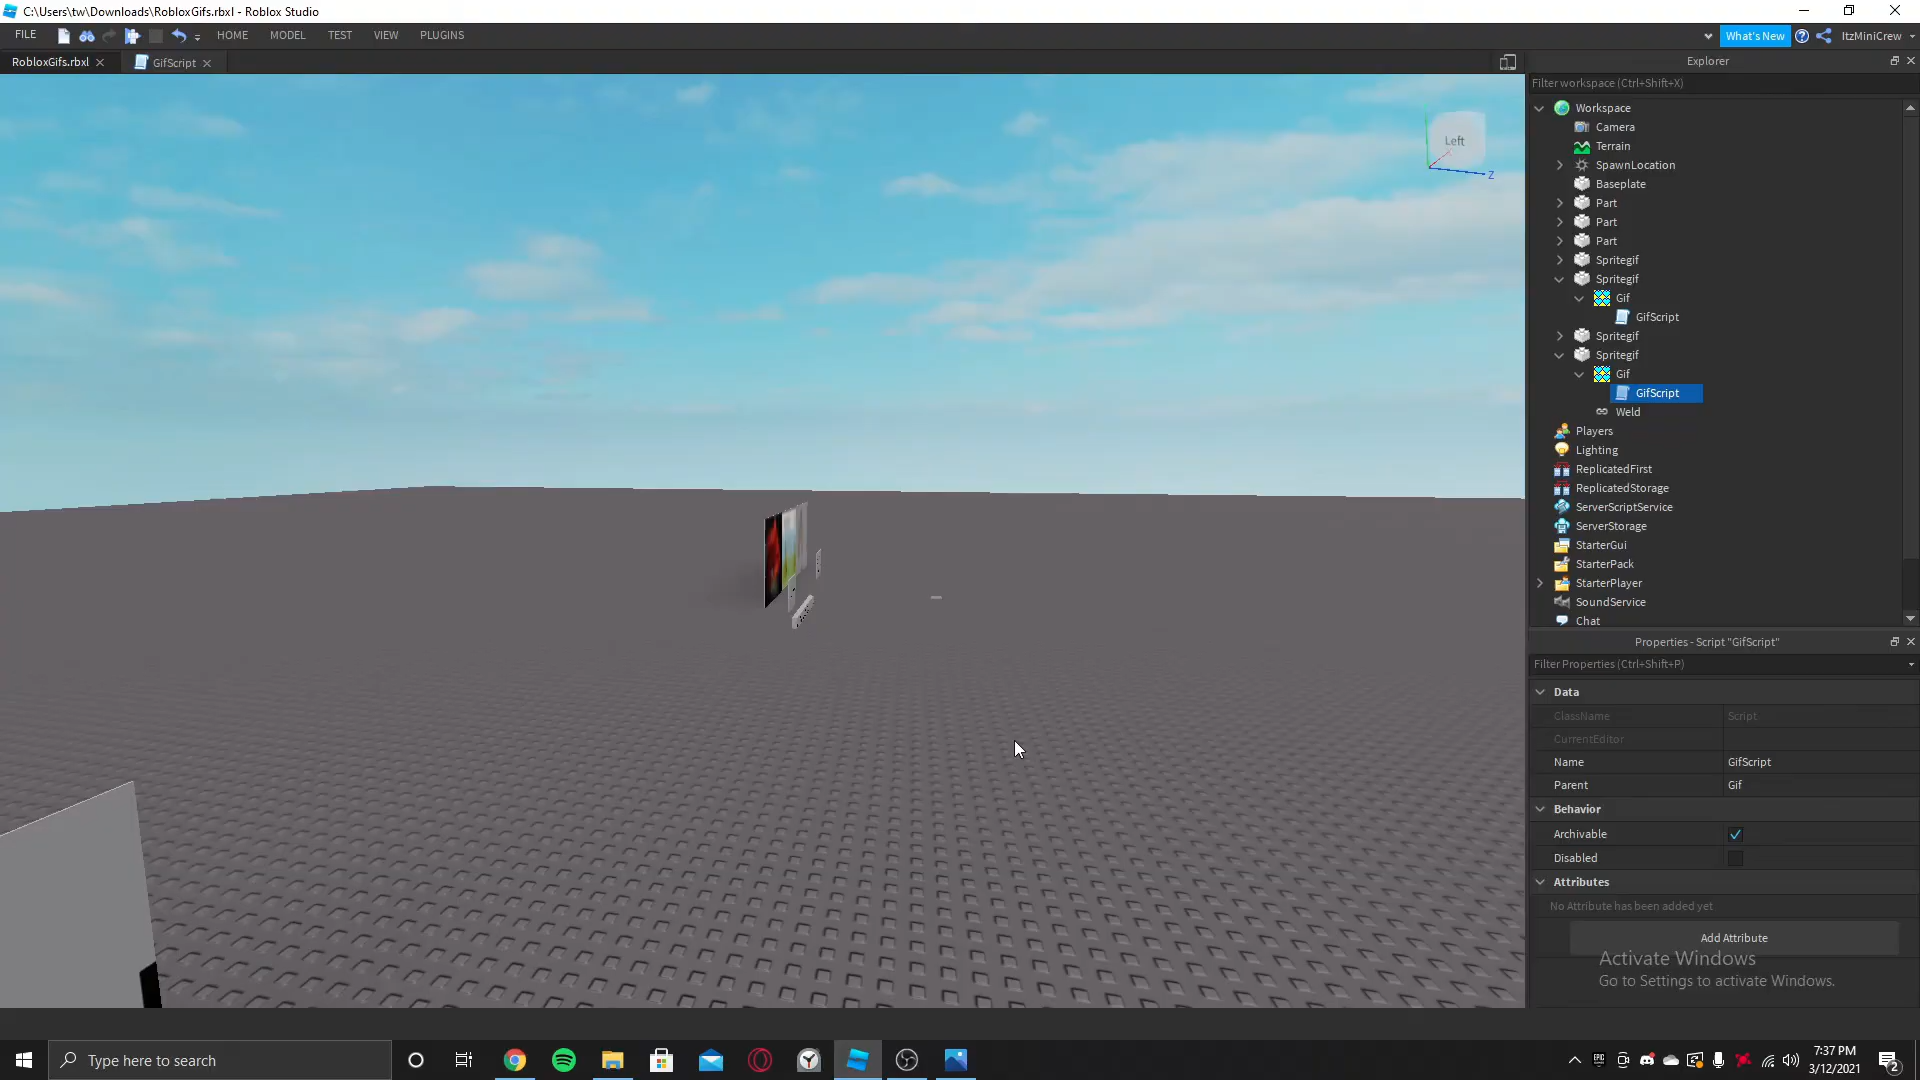 C:\Users\tw\Downloads\RobloxGifs.rbxl - Roblox Studio
FILE HOME MODEL TEST VIEW PLUGINS What's New ItzMiniCrew
RobloxGifs.rbxl GifScript
Left
Z
Explorer
Filter workspace (Ctrl+Shift+X)
Workspace
Camera
Terrain
SpawnLocation
Baseplate
Part
Part
Part
Spritegif
Spritegif
Gif
GifScript
Spritegif
Spritegif
Gif
GifScript
Weld
Players
Lighting
ReplicatedFirst
ReplicatedStorage
ServerScriptService
ServerStorage
StarterGui
StarterPack
StarterPlayer
SoundService
Chat
Properties - Script "GifScript"
Filter Properties (Ctrl+Shift+P)
Data
ClassName Script
CurrentEditor
Name GifScript
Parent Gif
Behavior
Archivable
Disabled
Attributes
No Attribute has been added yet
Add Attribute
Activate Windows
Go to Settings to activate Windows.
Type here to search
7:37 PM
3/12/2021
2